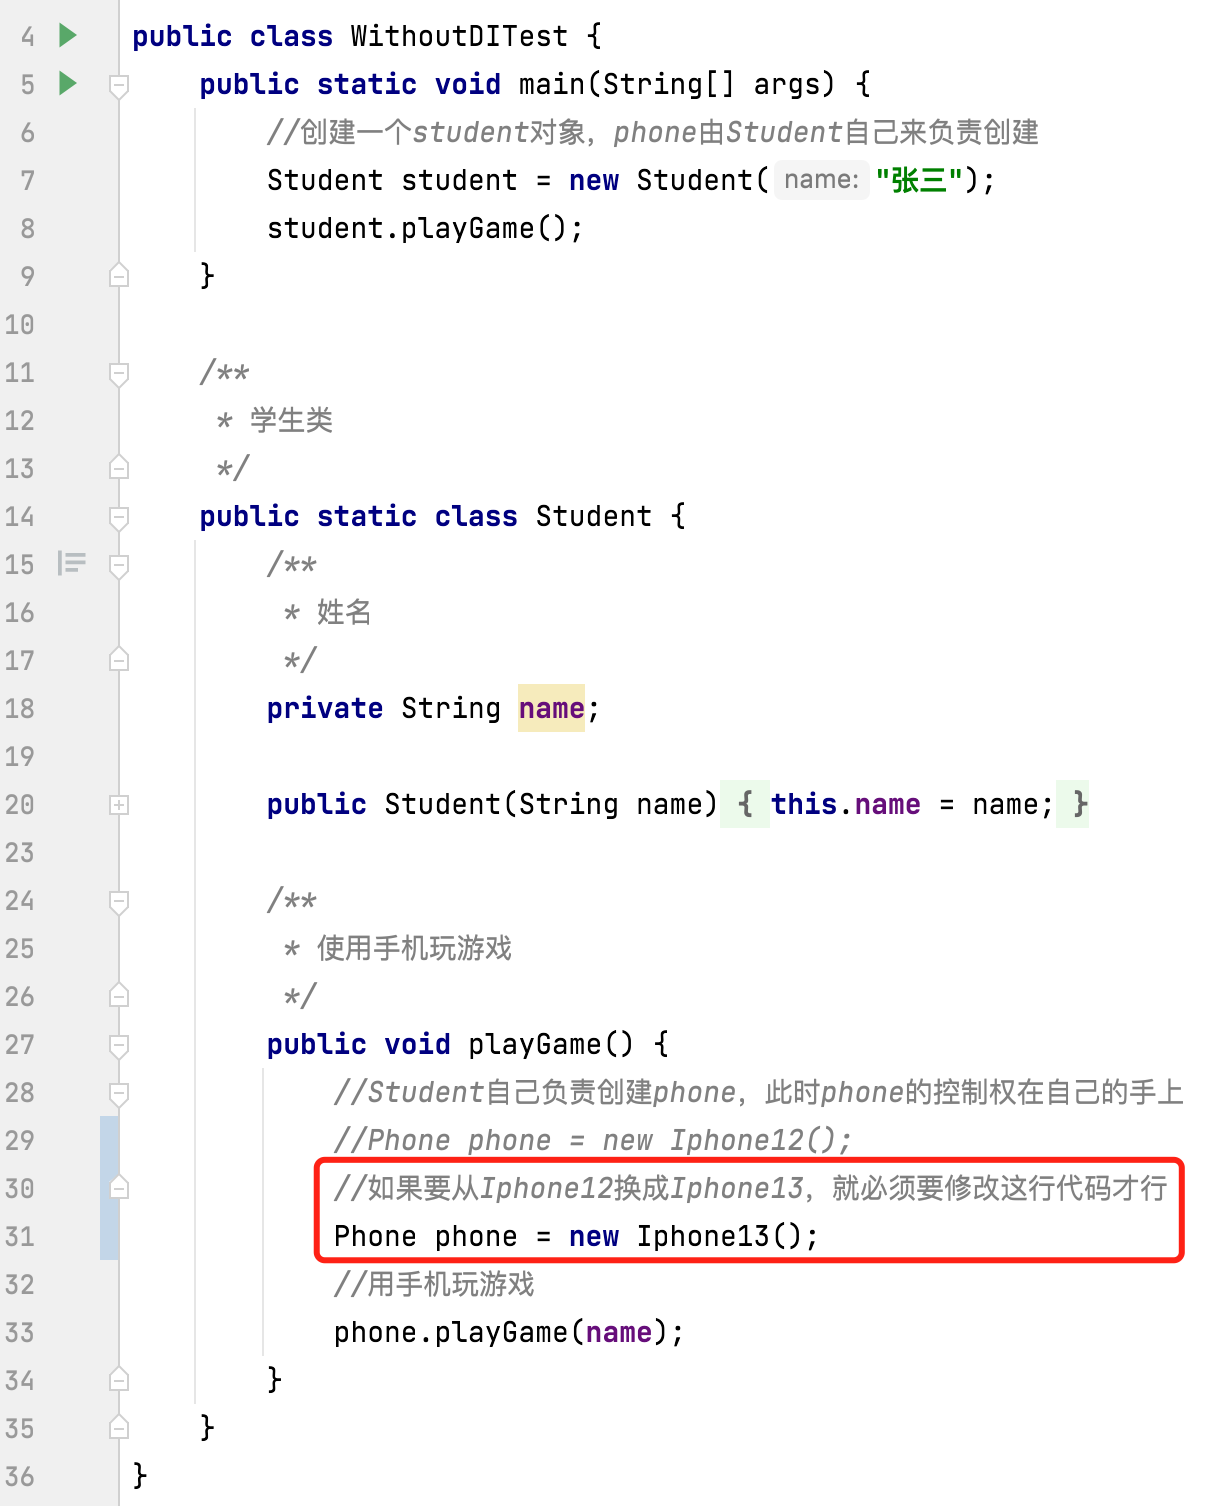 4 public class WithoutDITest {
5 public static void main(String[] args) {
6 //创建一个student对象，phone由Student自己来负责创建
7 Student student = new Student( name: "张三");
8 student.playGame();
9 }
10
11 /**
12 * 学生类
13 */
14 public static class Student {
15 /**
16 * 姓名
17 */
18 private String name;
19
20 public Student(String name) { this.name = name; }
23
24 /**
25 * 使用手机玩游戏
26 */
27 public void playGame() {
28 //Student自己负责创建phone，此时phone的控制权在自己的手上
29 //Phone phone = new Iphone12();
30 //如果要从Iphone12换成Iphone13，就必须要修改这行代码才行
31 Phone phone = new Iphone13();
32 //用手机玩游戏
33 phone.playGame(name);
34 }
35 }
36 }